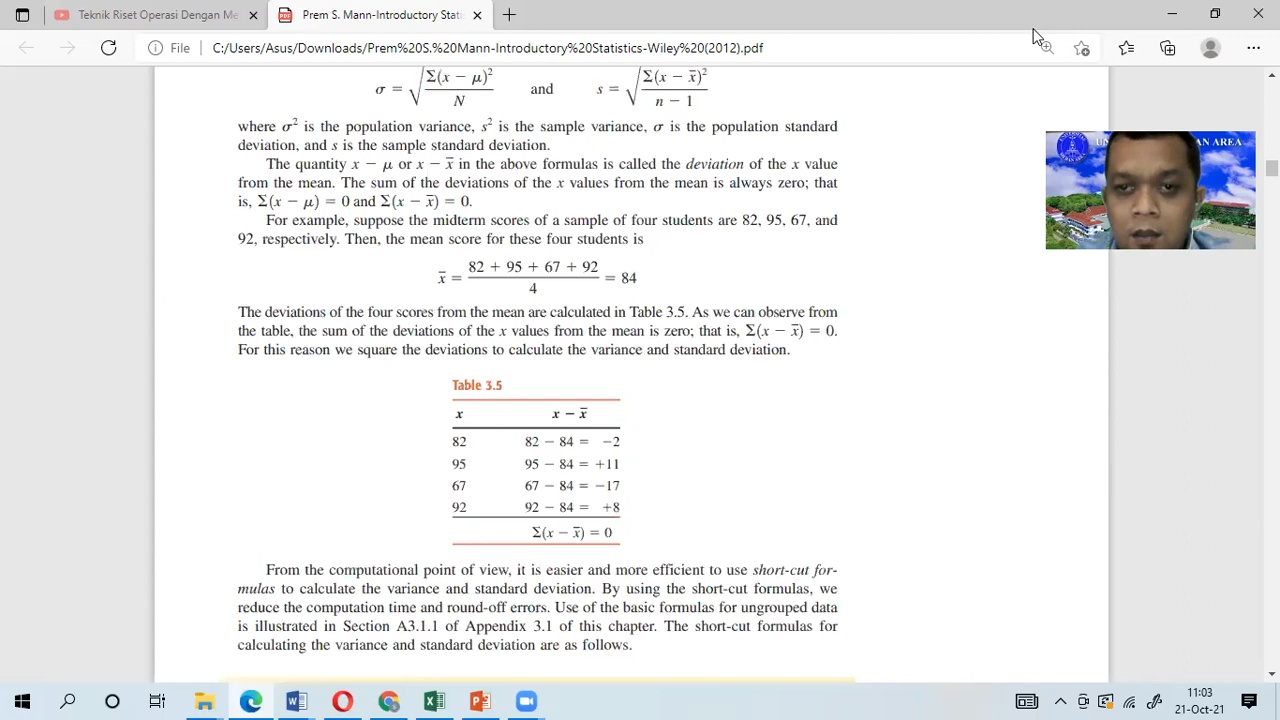 Teknik Riset Operasi Dengan Me
Prem S. Mann-Introductory Stati
File
C:/Users/Asus/Downloads/Prem%20S.%20Mann-Introductory%20Statistics-Wiley%20(2012).pdf
σ = √(Σ(x − μ)²/N) and s = √(Σ(x − x̄)²/(n − 1))
where σ² is the population variance, s² is the sample variance, σ is the population standard
deviation, and s is the sample standard deviation.
The quantity x − μ or x − x̄ in the above formulas is called the deviation of the x value
from the mean. The sum of the deviations of the x values from the mean is always zero; that
is, Σ(x − μ) = 0 and Σ(x − x̄) = 0.
For example, suppose the midterm scores of a sample of four students are 82, 95, 67, and
92, respectively. Then, the mean score for these four students is
x̄ = (82 + 95 + 67 + 92)/4 = 84
The deviations of the four scores from the mean are calculated in Table 3.5. As we can observe from
the table, the sum of the deviations of the x values from the mean is zero; that is, Σ(x − x̄) = 0.
For this reason we square the deviations to calculate the variance and standard deviation.
Table 3.5
x x − x̄
82 82 − 84 = −2
95 95 − 84 = +11
67 67 − 84 = −17
92 92 − 84 = +8
Σ(x − x̄) = 0
From the computational point of view, it is easier and more efficient to use short-cut for-
mulas to calculate the variance and standard deviation. By using the short-cut formulas, we
reduce the computation time and round-off errors. Use of the basic formulas for ungrouped data
is illustrated in Section A3.1.1 of Appendix 3.1 of this chapter. The short-cut formulas for
calculating the variance and standard deviation are as follows.
UN
AN AREA
11:03
21-Oct-21